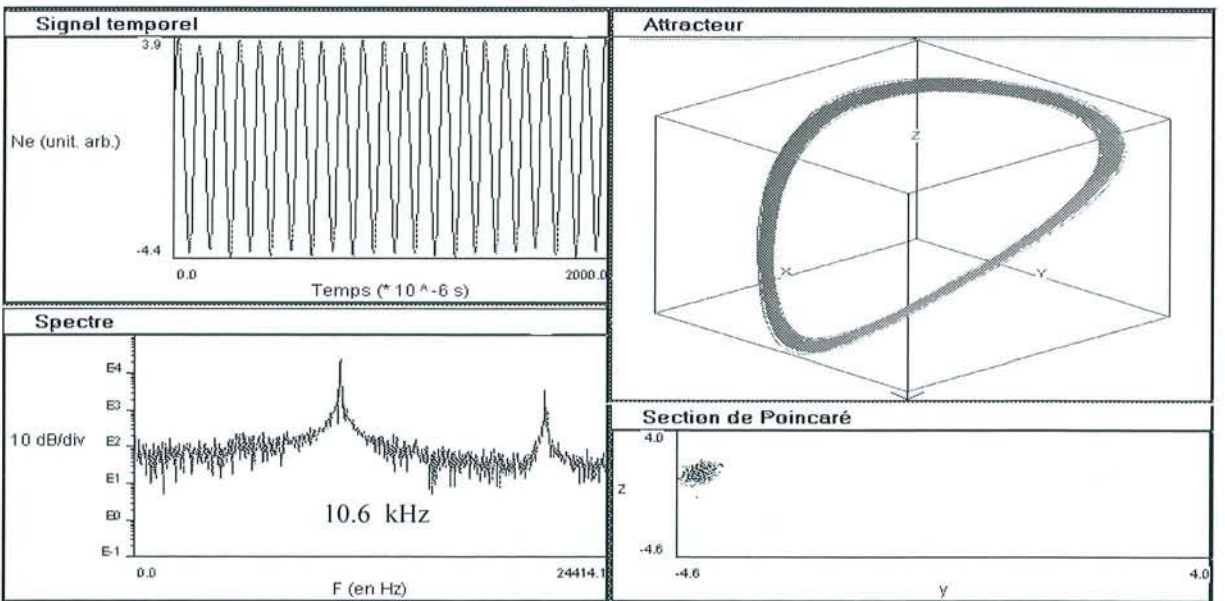 Signal temporel
3.9
Ne (unit. arb.)
-4.4
0.0
2000.0
Temps (* 10 ^-6 s)
Attracteur
Z
X
Y
Spectre
E4
E3
10 dB/div
E2
E1
E0
E-1
10.6 kHz
0.0
24414.1
F (en Hz)
Section de Poincaré
4.0
z
-4.6
-4.6
4.0
y